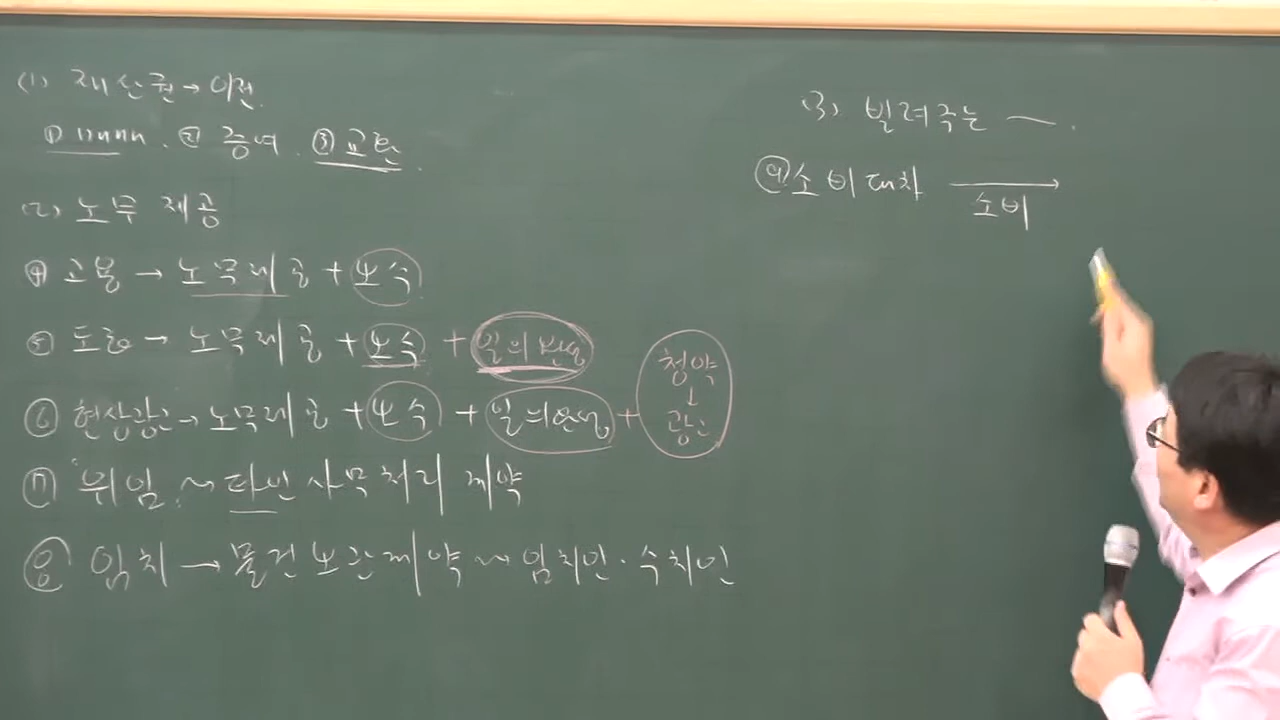 (1) 재산권→이전.
① 매매. ② 증여. ③ 교환.
(2) 노무 제공
④ 고용 → 노무제공 + 보수
⑤ 도급 → 노무제공 + 보수 + 일의 완성
⑥ 현상광고 → 노무제공 + 보수 + 일의완성 + 청약 ↓ 광고
⑦ 위임. ~ 타인 사무처리 계약
⑧ 임치 → 물건보관계약 ~ 임치인·수치인
(3) 빌려주는 ~.
⑨ 소비대차 →
소비